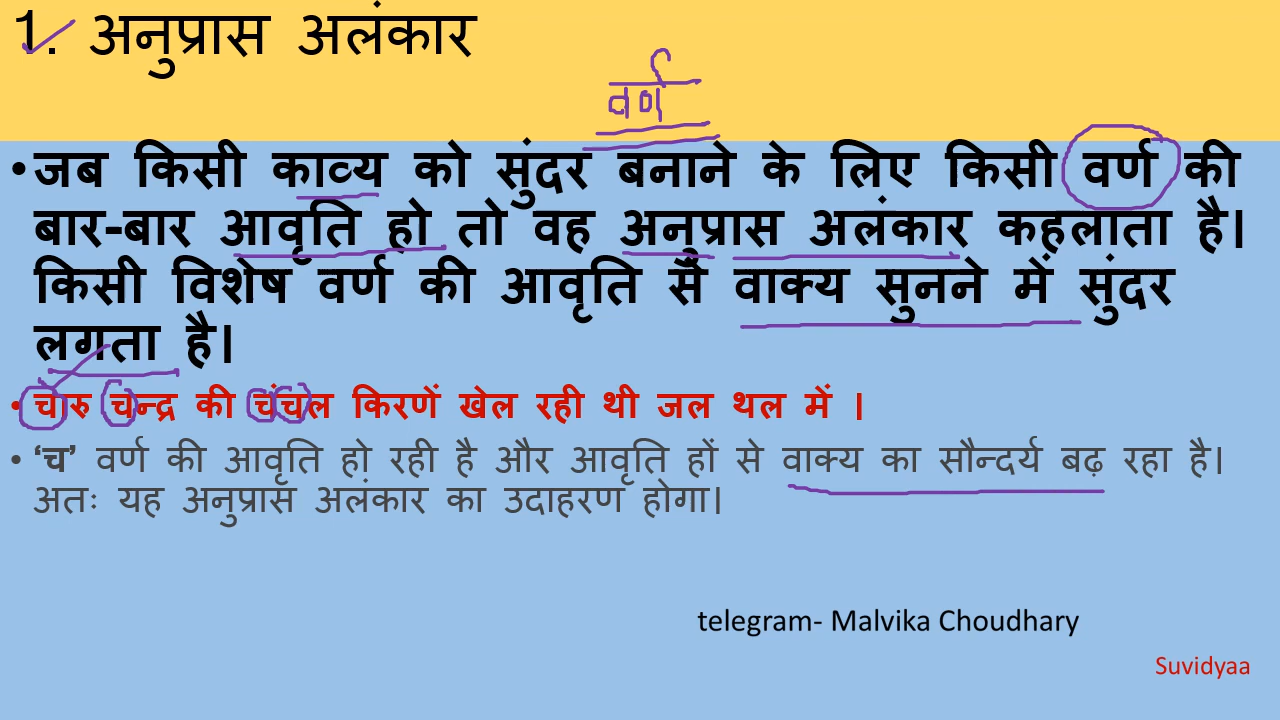 1. अनुप्रास अलंकार
वर्ण
•जब किसी काव्य को सुंदर बनाने के लिए किसी वर्ण की
बार-बार आवृति हो तो वह अनुप्रास अलंकार कहलाता है।
किसी विशेष वर्ण की आवृति से वाक्य सुनने में सुंदर
लगता है।
• चारु चन्द्र की चंचल किरणें खेल रही थी जल थल में ।
• ‘च’ वर्ण की आवृति हो रही है और आवृति हों से वाक्य का सौन्दर्य बढ़ रहा है।
अतः यह अनुप्रास अलंकार का उदाहरण होगा।
telegram- Malvika Choudhary
Suvidyaa